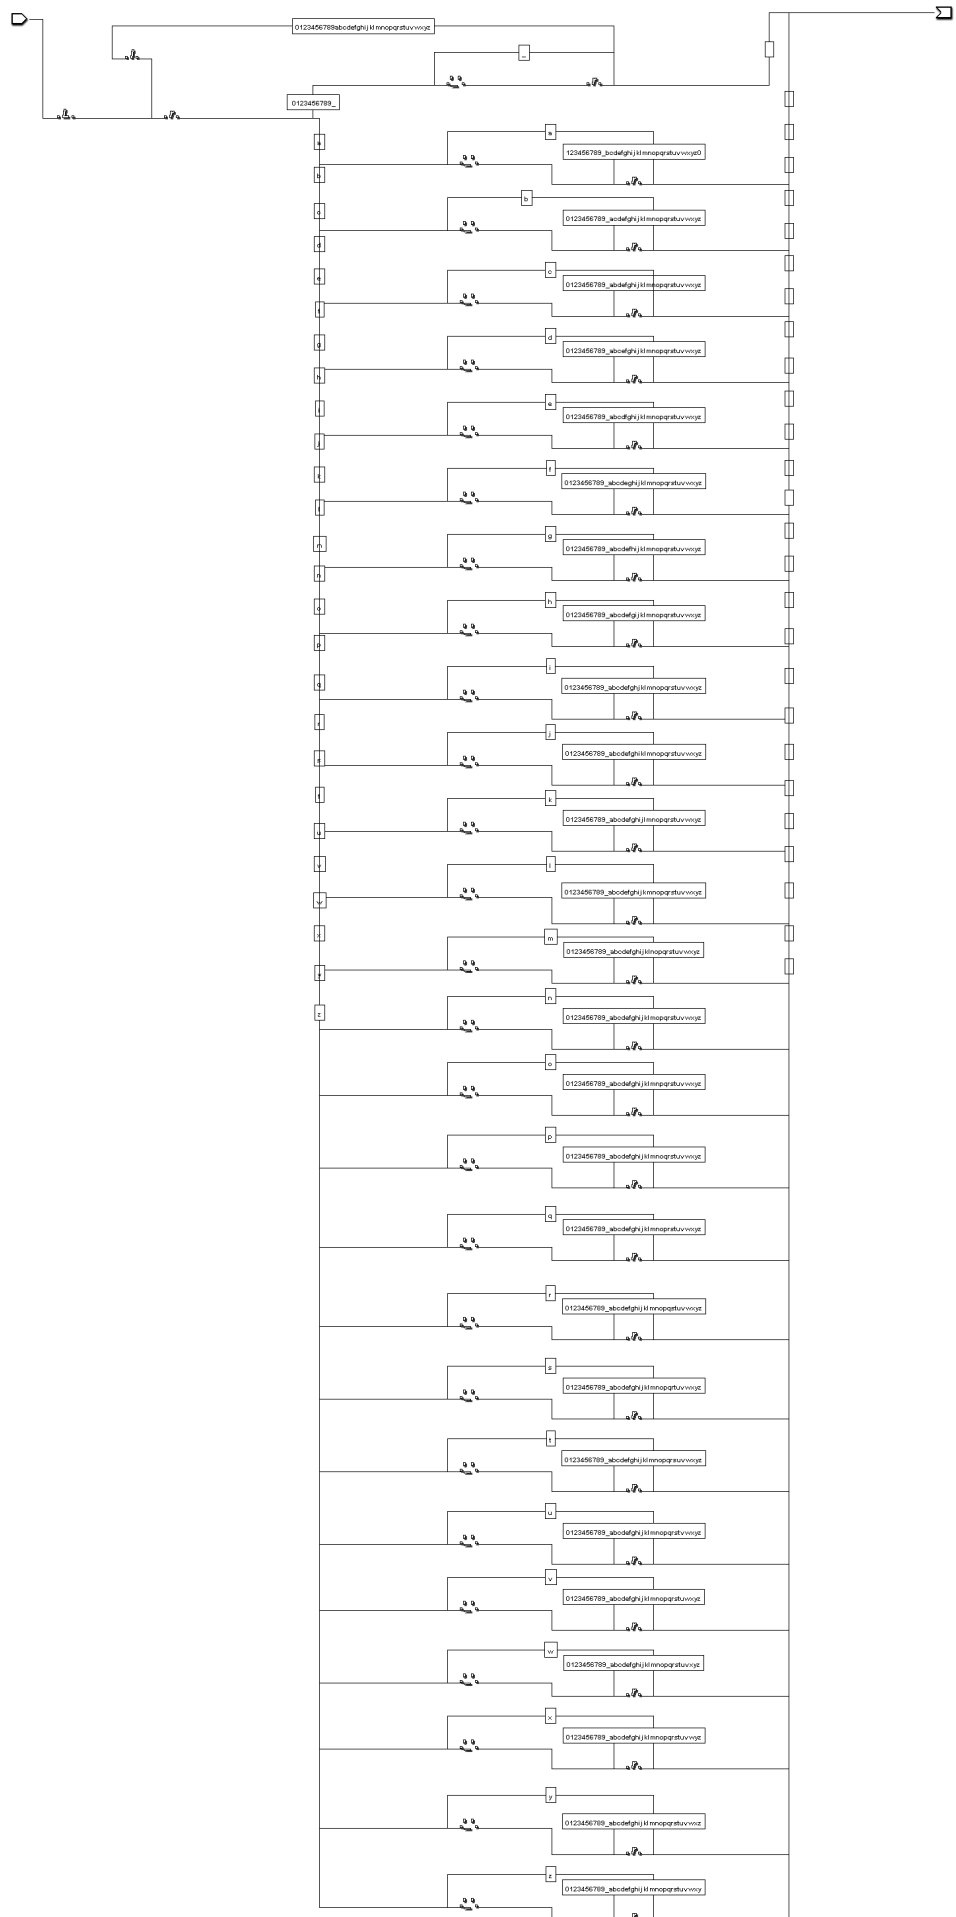 0123456789abcdefghijklmnopqrstuvwxyz
_
0123456789_
a
b
c
d
e
f
g
h
i
j
k
l
m
n
o
p
q
r
s
t
u
v
w
x
y
z
a
123456789_bcdefghijklmnopqrstuvwxyz0
b
0123456789_acdefghijklmnopqrstuvwxyz
c
0123456789_abdefghijklmnopqrstuvwxyz
d
0123456789_abcefghijklmnopqrstuvwxyz
e
0123456789_abcdfghijklmnopqrstuvwxyz
f
0123456789_abcdeghijklmnopqrstuvwxyz
g
0123456789_abcdefhijklmnopqrstuvwxyz
h
0123456789_abcdefgijklmnopqrstuvwxyz
i
0123456789_abcdefghjklmnopqrstuvwxyz
j
0123456789_abcdefghiklmnopqrstuvwxyz
k
0123456789_abcdefghijlmnopqrstuvwxyz
l
0123456789_abcdefghijkmnopqrstuvwxyz
m
0123456789_abcdefghijklnopqrstuvwxyz
n
0123456789_abcdefghijklmopqrstuvwxyz
o
0123456789_abcdefghijklmnpqrstuvwxyz
p
0123456789_abcdefghijklmnoqrstuvwxyz
q
0123456789_abcdefghijklmnoprstuvwxyz
r
0123456789_abcdefghijklmnopqstuvwxyz
s
0123456789_abcdefghijklmnopqrtuvwxyz
t
0123456789_abcdefghijklmnopqrsuvwxyz
u
0123456789_abcdefghijklmnopqrstvwxyz
v
0123456789_abcdefghijklmnopqrstuwxyz
w
0123456789_abcdefghijklmnopqrstuvxyz
x
0123456789_abcdefghijklmnopqrstuvwyz
y
0123456789_abcdefghijklmnopqrstuvwxz
z
0123456789_abcdefghijklmnopqrstuvwxy